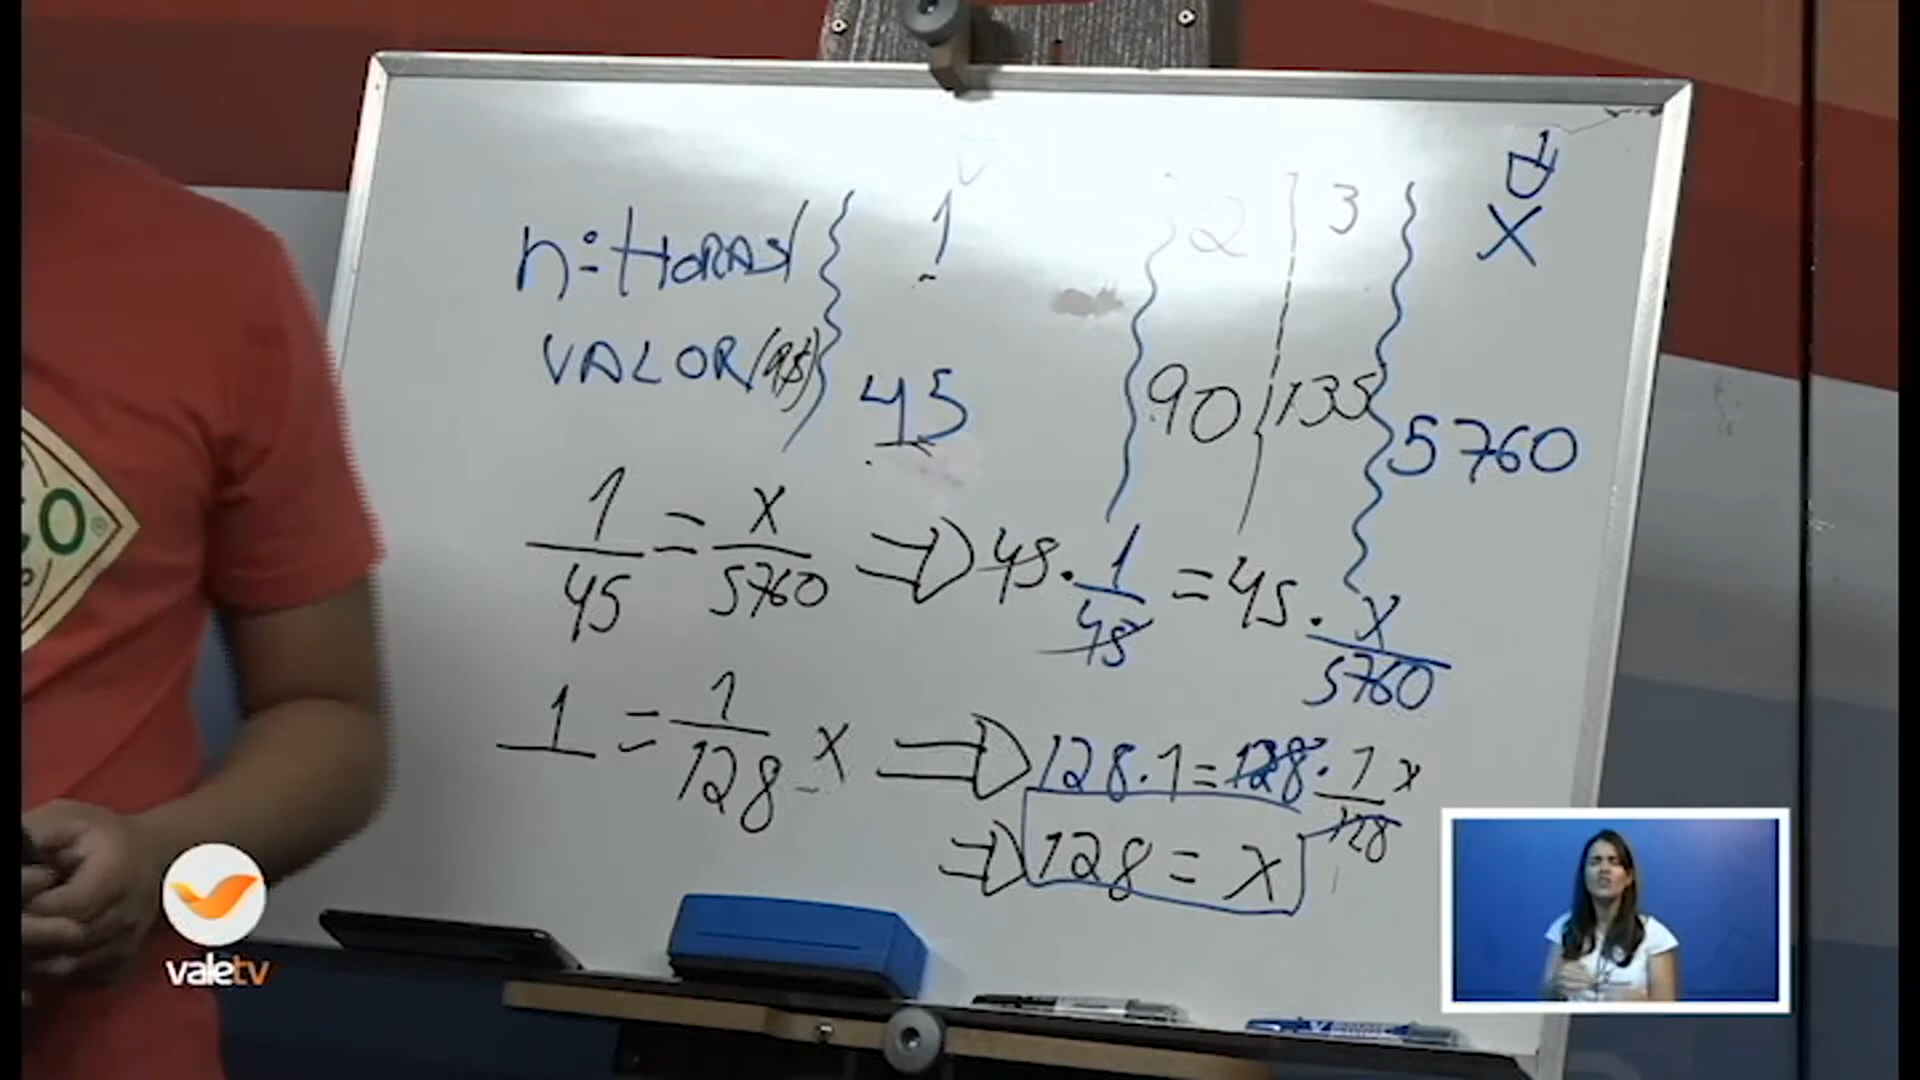 nº HORAS 1 2 3 X
VALOR (R$) 45 90 135 5760
1/45 = x/5760 ⇒ 45 · 1/45 = 45 · x/5760
1 = 1/128 x ⇒ 128 · 1 = 128 · 1/128 x
⇒ 128 = x
valetv